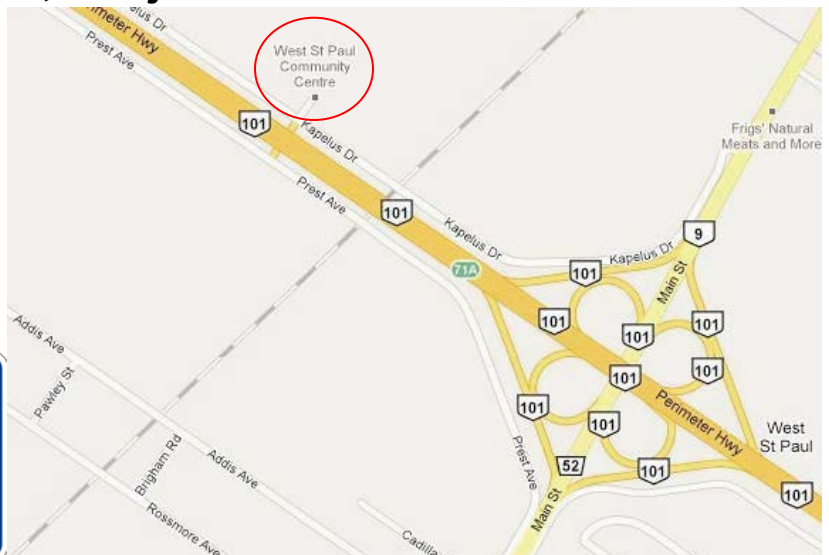 Perimeter Hwy
Prest Ave
West St Paul
Community
Centre
101
Kapelus Dr
Prest Ave
101
Frigs' Natural
Meats and More
9
Kapelus Dr
Kapelus Dr
71A
101
Main St
101
101
101
101
101
101
101
Perimeter Hwy
West
St Paul
101
52
101
101
Prest Ave
Main St
Addis Ave
Pawley St
Addis Ave
Brigham Rd
Rossmore Ave